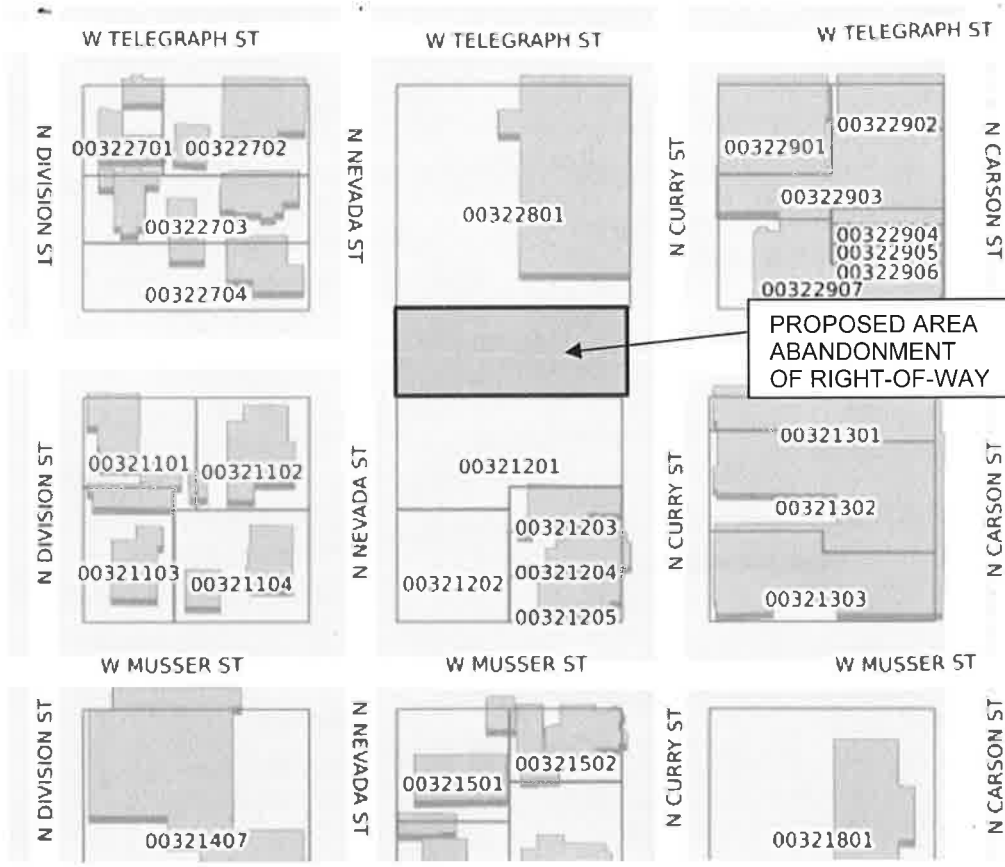 W TELEGRAPH ST
W TELEGRAPH ST
W TELEGRAPH ST
N DIVISION ST
N NEVADA ST
N CURRY ST
N CARSON ST
00322701
00322702
00322703
00322704
00322801
00322901
00322902
00322903
00322904
00322905
00322906
00322907
PROPOSED AREA
ABANDONMENT
OF RIGHT-OF-WAY
N DIVISION ST
N NEVADA ST
N CURRY ST
N CARSON ST
00321101
00321102
00321103
00321104
00321201
00321202
00321203
00321204
00321205
00321301
00321302
00321303
W MUSSER ST
W MUSSER ST
W MUSSER ST
N DIVISION ST
N NEVADA ST
N CURRY ST
N CARSON ST
00321407
00321501
00321502
00321801